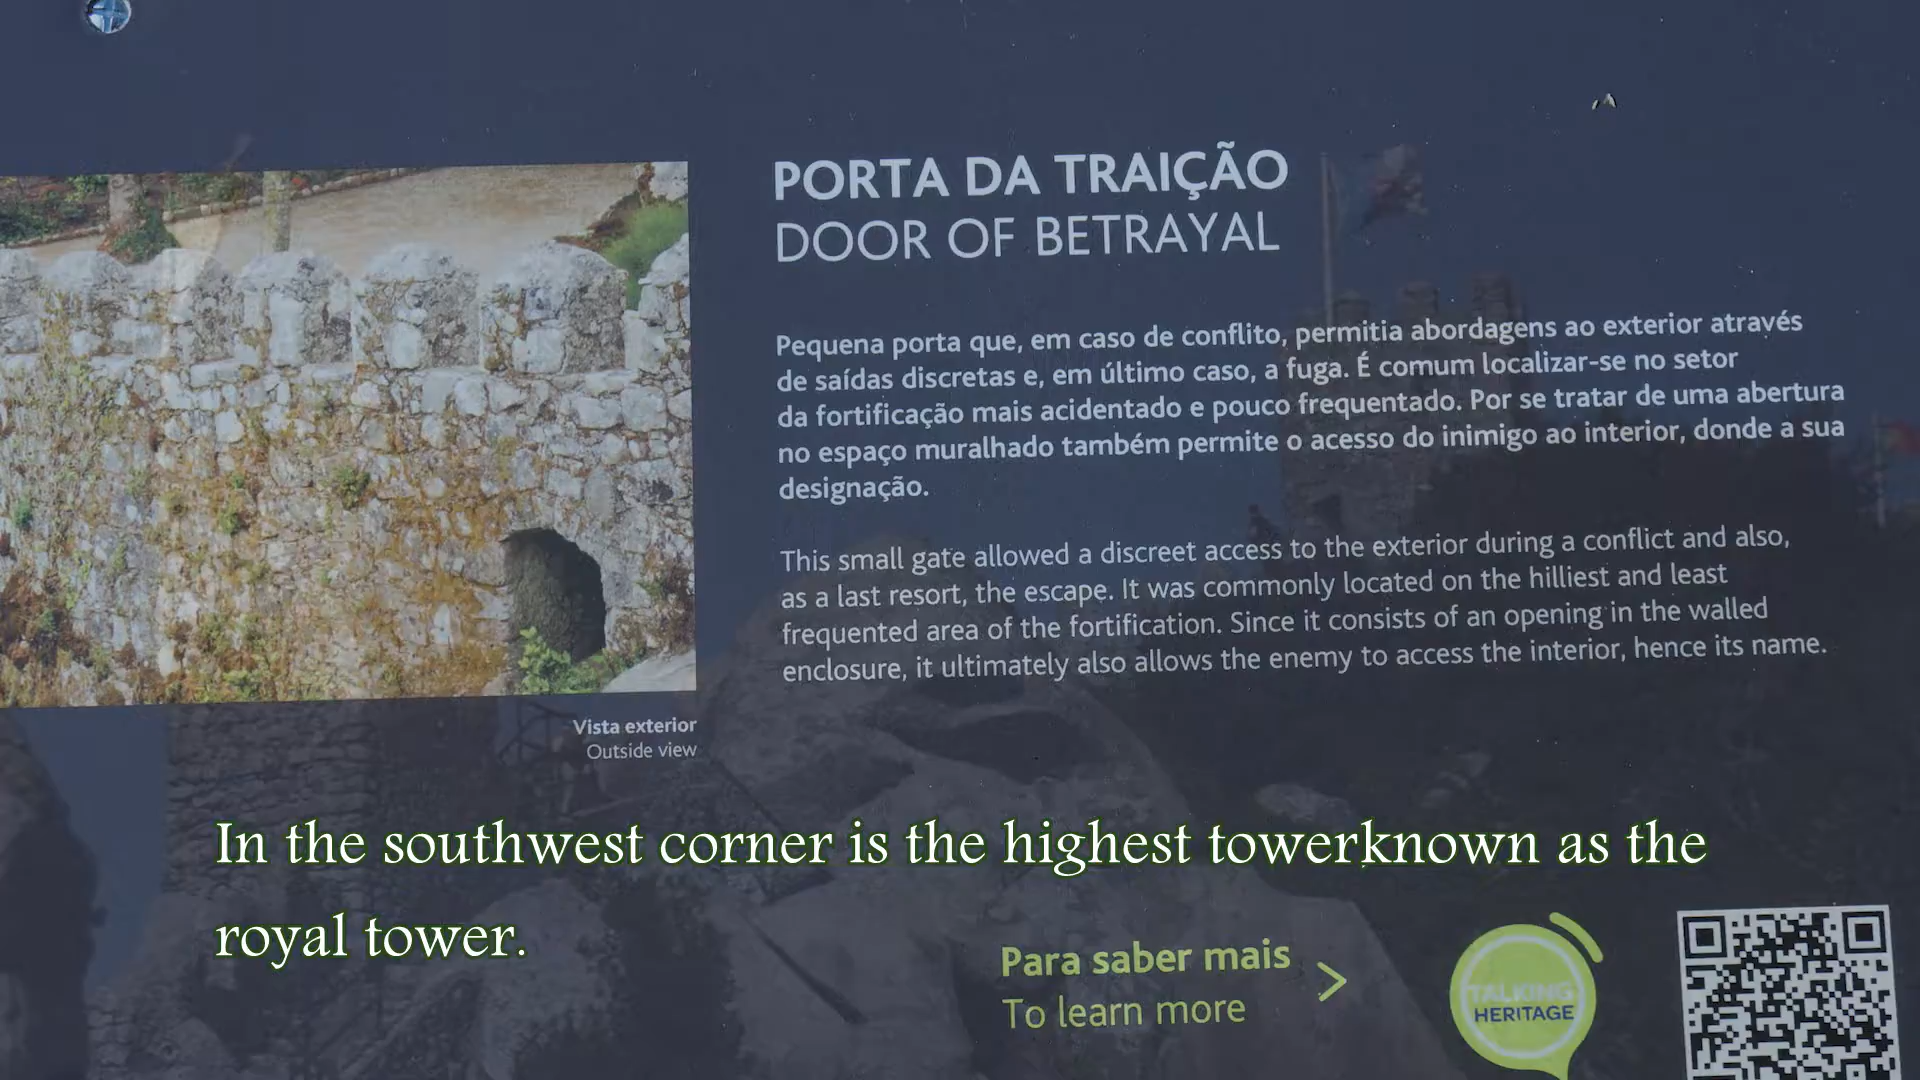 PORTA DA TRAIÇÃO
DOOR OF BETRAYAL
Pequena porta que, em caso de conflito, permitia abordagens ao exterior através
de saídas discretas e, em último caso, a fuga. É comum localizar-se no setor
da fortificação mais acidentado e pouco frequentado. Por se tratar de uma abertura
no espaço muralhado também permite o acesso do inimigo ao interior, donde a sua
designação.
This small gate allowed a discreet access to the exterior during a conflict and also,
as a last resort, the escape. It was commonly located on the hilliest and least
frequented area of the fortification. Since it consists of an opening in the walled
enclosure, it ultimately also allows the enemy to access the interior, hence its name.
Vista exterior
Outside view
In the southwest corner is the highest towerknown as the
royal tower.
Para saber mais
To learn more
TALKING
HERITAGE